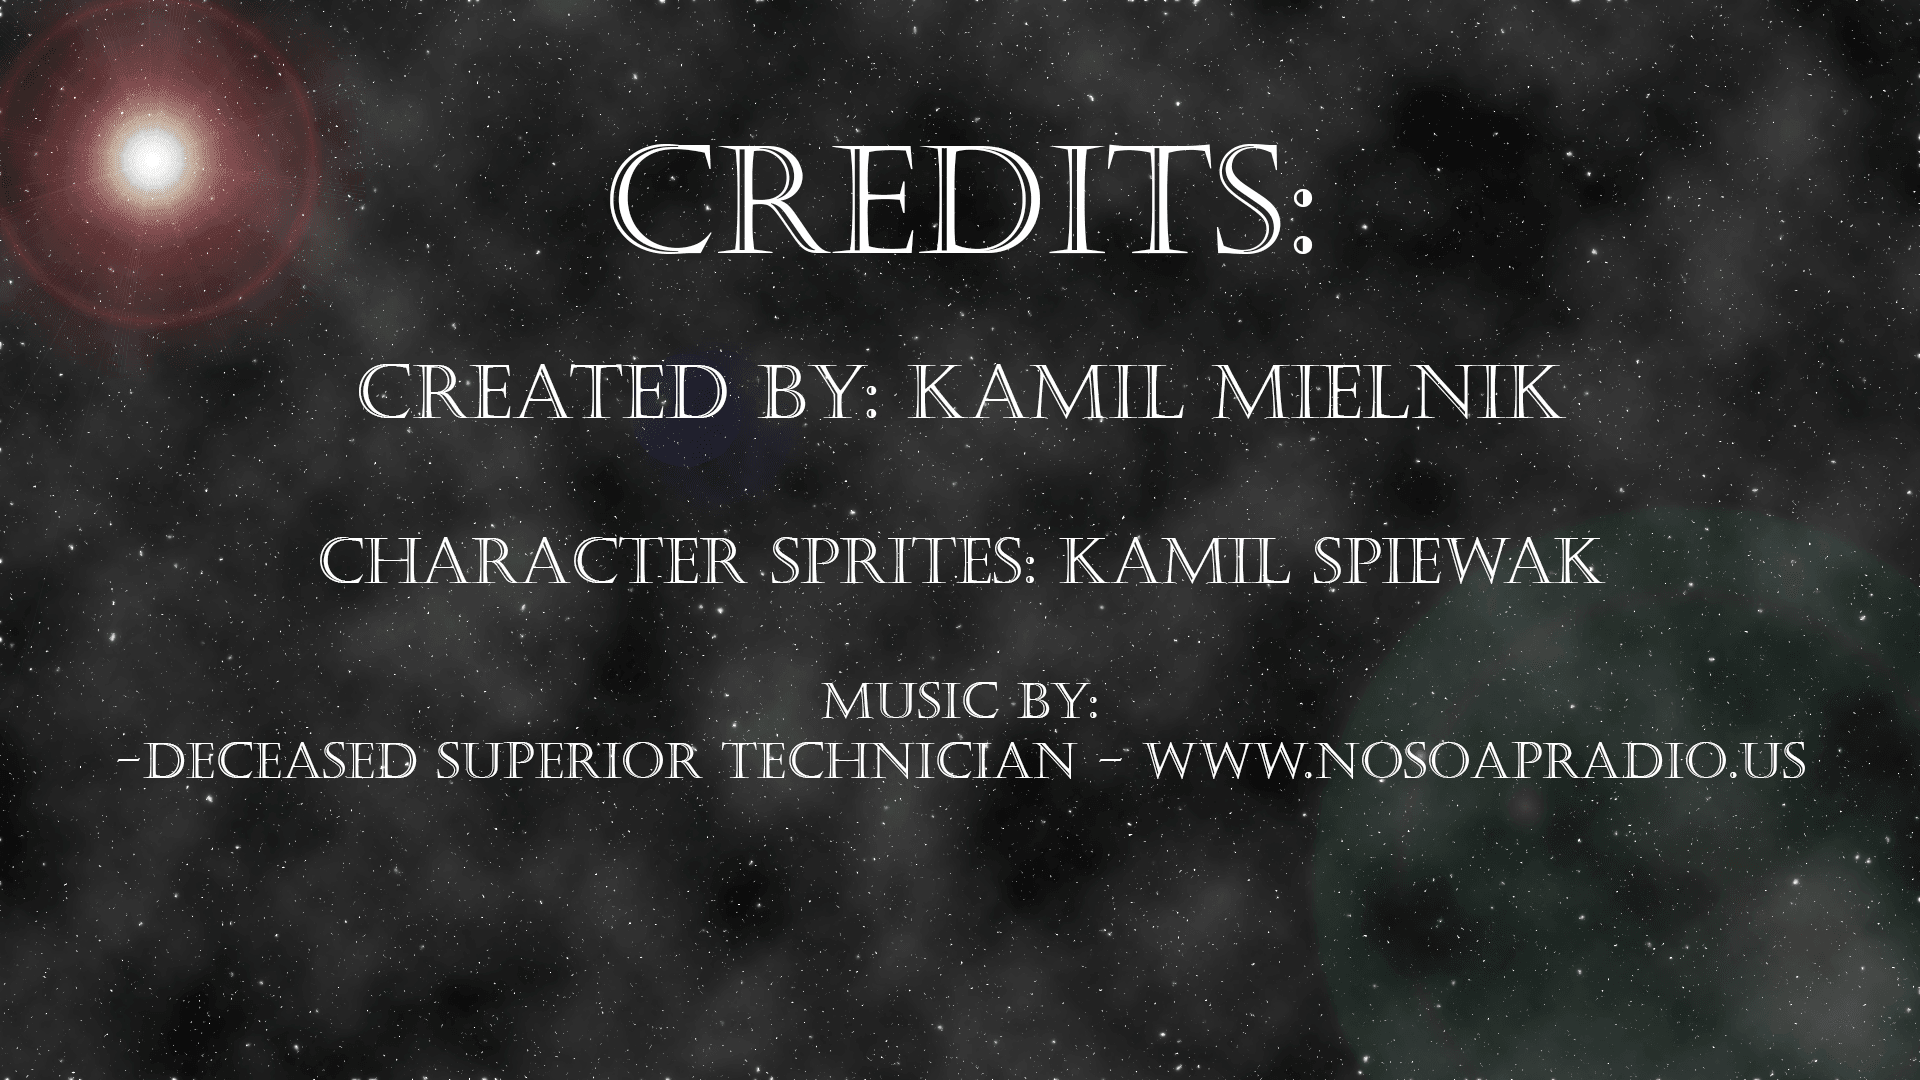 CREDITS:
CREATED BY: KAMIL MIELNIK
CHARACTER SPRITES: KAMIL SPIEWAK
MUSIC BY:
-DECEASED SUPERIOR TECHNICIAN - WWW.NOSOAPRADIO.US